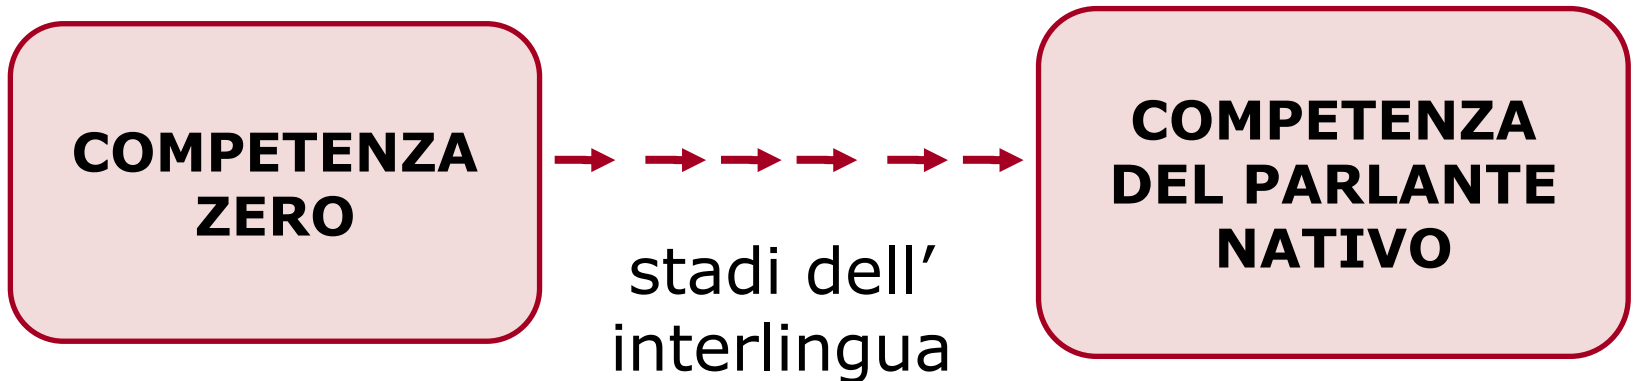 COMPETENZA
ZERO
stadi dell’
interlingua
COMPETENZA
DEL PARLANTE
NATIVO